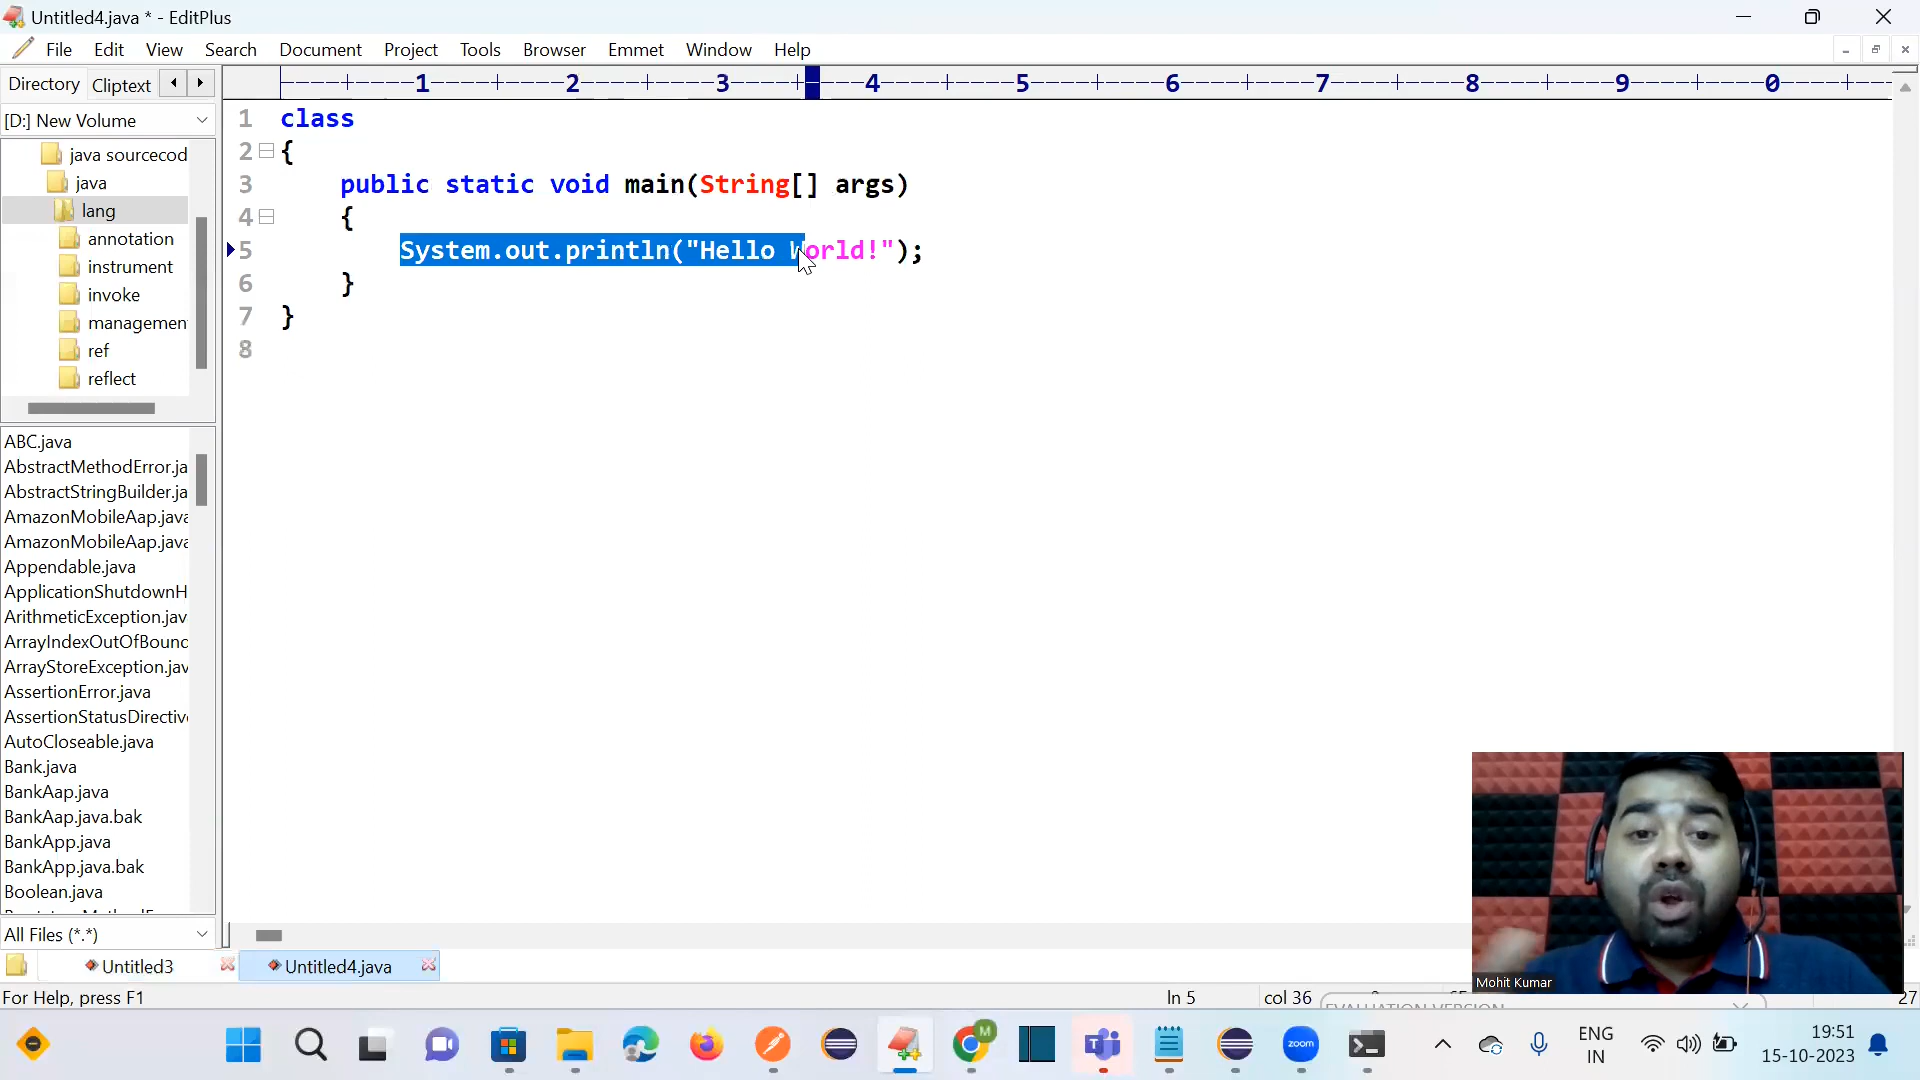 Untitled4.java * - EditPlus
File Edit View Search Document Project Tools Browser Emmet Window Help
Directory Cliptext
[D:] New Volume
java sourcecod
java
lang
annotation
instrument
invoke
managemen
ref
reflect
ABC.java
AbstractMethodError.ja
AbstractStringBuilder.ja
AmazonMobileAap.java
AmazonMobileAap.java
Appendable.java
ApplicationShutdownH
ArithmeticException.jav
ArrayIndexOutOfBounc
ArrayStoreException.jav
AssertionError.java
AssertionStatusDirectiv
AutoCloseable.java
Bank.java
BankAap.java
BankAap.java.bak
BankApp.java
BankApp.java.bak
Boolean.java
All Files (*.*)
1 2 3 4 5 6 7 8 9 0
1 class
2 {
3 public static void main(String[] args)
4 {
5 System.out.println("Hello World!");
6 }
7 }
8
Untitled3 Untitled4.java
For Help, press F1 ln 5 col 36 27
EVALUATION VERSION
Mohit Kumar
M
T
zoom
ENG
IN
19:51
15-10-2023